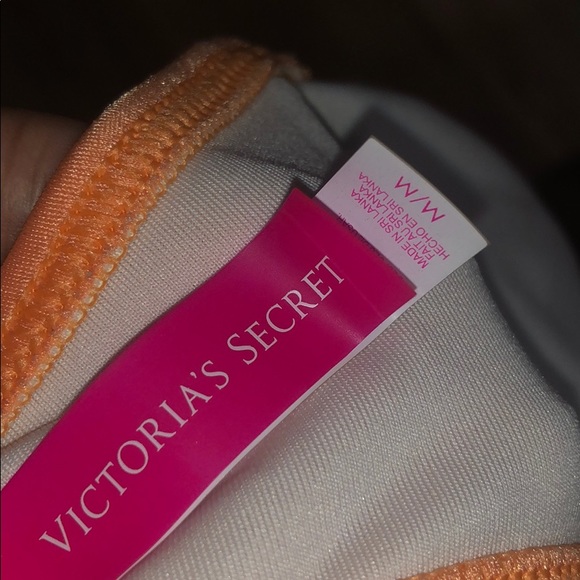 VICTORIA'S SECRET
M/M
MADE IN SRI LANKA
FAIT AU SRI LANKA
HECHO EN SRI LANKA